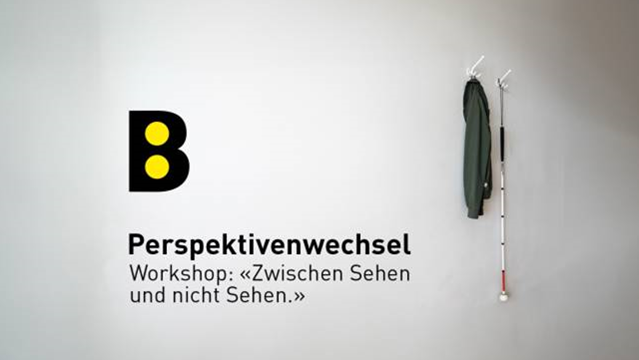 B
Perspektivenwechsel
Workshop: «Zwischen Sehen
und nicht Sehen.»